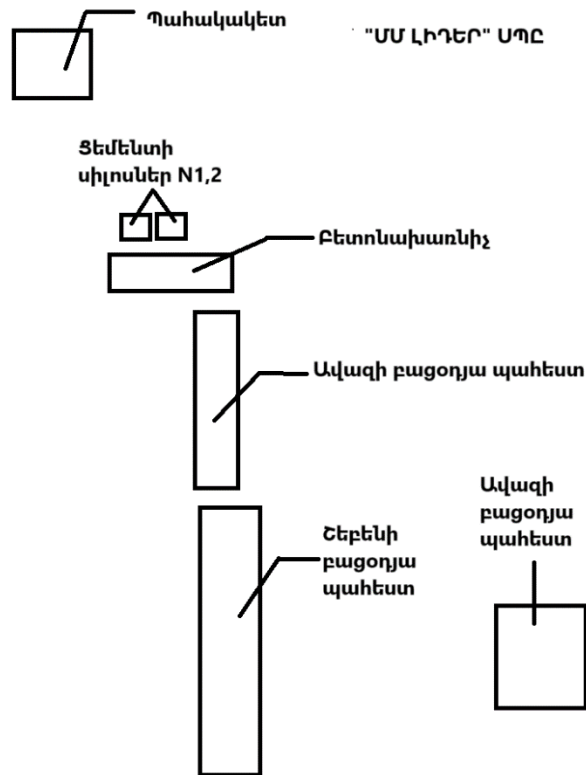 Պահակակետ
"ՄՄ ԼԻԴԵՐ" ՍՊԸ
Ցեմենտի
սիլոսներ N1,2
Բետոնախառնիչ
Ավազի բացօդյա պահեստ
Ավազի
բացօդյա
պահեստ
Շեբենի
բացօդյա
պահեստ